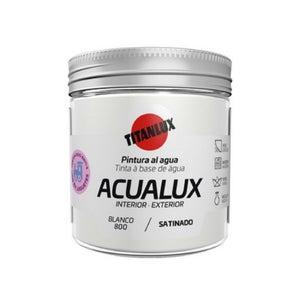 TITANLUX
Pintura al agua
Tinta à base de água
ACUALUX
INTERIOR · EXTERIOR
BLANCO
800
/ SATINADO